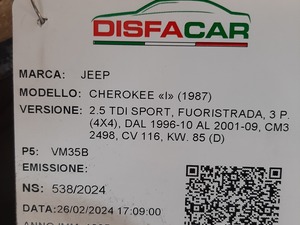 DISFACAR
MARCA: JEEP
MODELLO: CHEROKEE «I» (1987)
VERSIONE: 2.5 TDI SPORT, FUORISTRADA, 3 P.
(4X4), DAL 1996-10 AL 2001-09, CM3
2498, CV 116, KW. 85 (D)
P5: VM35B
EMISSIONE:
NS: 538/2024
DATA:26/02/2024 17:09:00